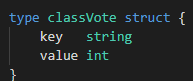 type classVote struct {
    key   string
    value int
}